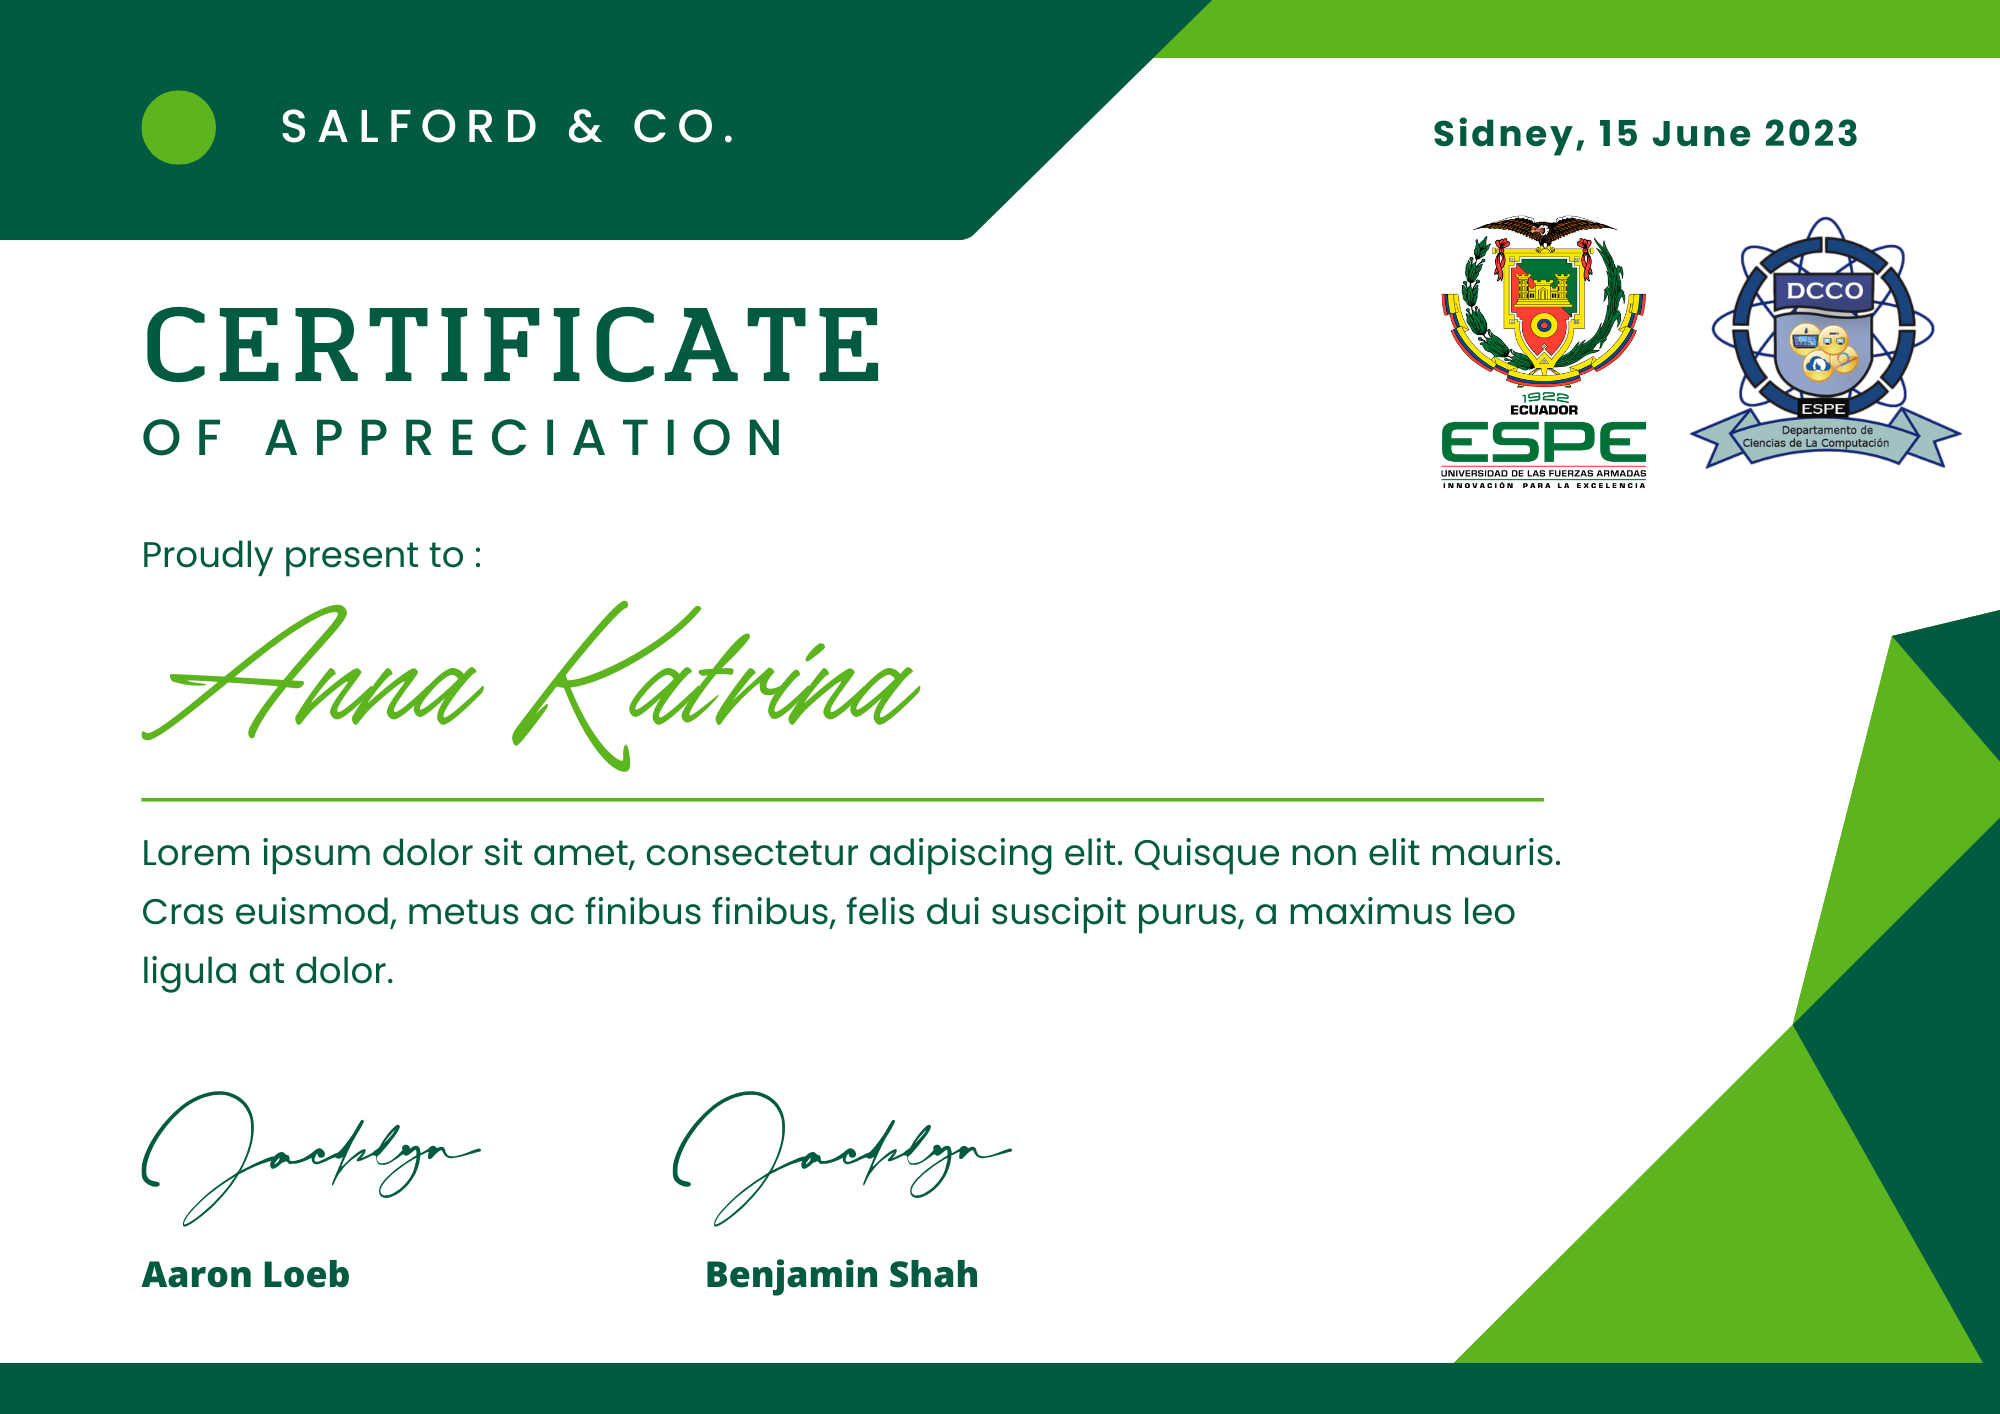 SALFORD & CO.
Sidney, 15 June 2023
CERTIFICATE
OF APPRECIATION
1922
ECUADOR
ESPE
UNIVERSIDAD DE LAS FUERZAS ARMADAS
INNOVACIÓN PARA LA EXCELENCIA
DCCO
ESPE
Departamento de
Ciencias de La Computación
Proudly present to :
Anna Katrina
Lorem ipsum dolor sit amet, consectetur adipiscing elit. Quisque non elit mauris.
Cras euismod, metus ac finibus finibus, felis dui suscipit purus, a maximus leo
ligula at dolor.
Jacklyn Jacklyn
Aaron Loeb Benjamin Shah